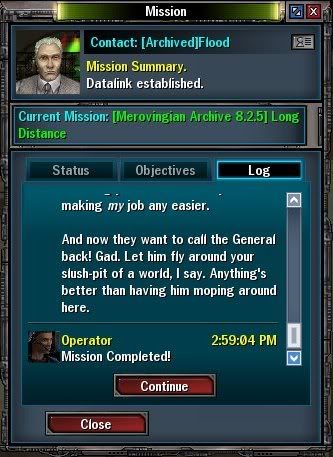 Mission
Contact: [Archived]Flood
Mission Summary.
Datalink established.
Current Mission: [Merovingian Archive 8.2.5] Long
Distance
Status
Objectives
Log
making my job any easier.
And now they want to call the General
back! Gad. Let him fly around your
slush-pit of a world, I say. Anything's
better than having him moping around
here.
Operator 2:59:04 PM
Mission Completed!
Continue
Close